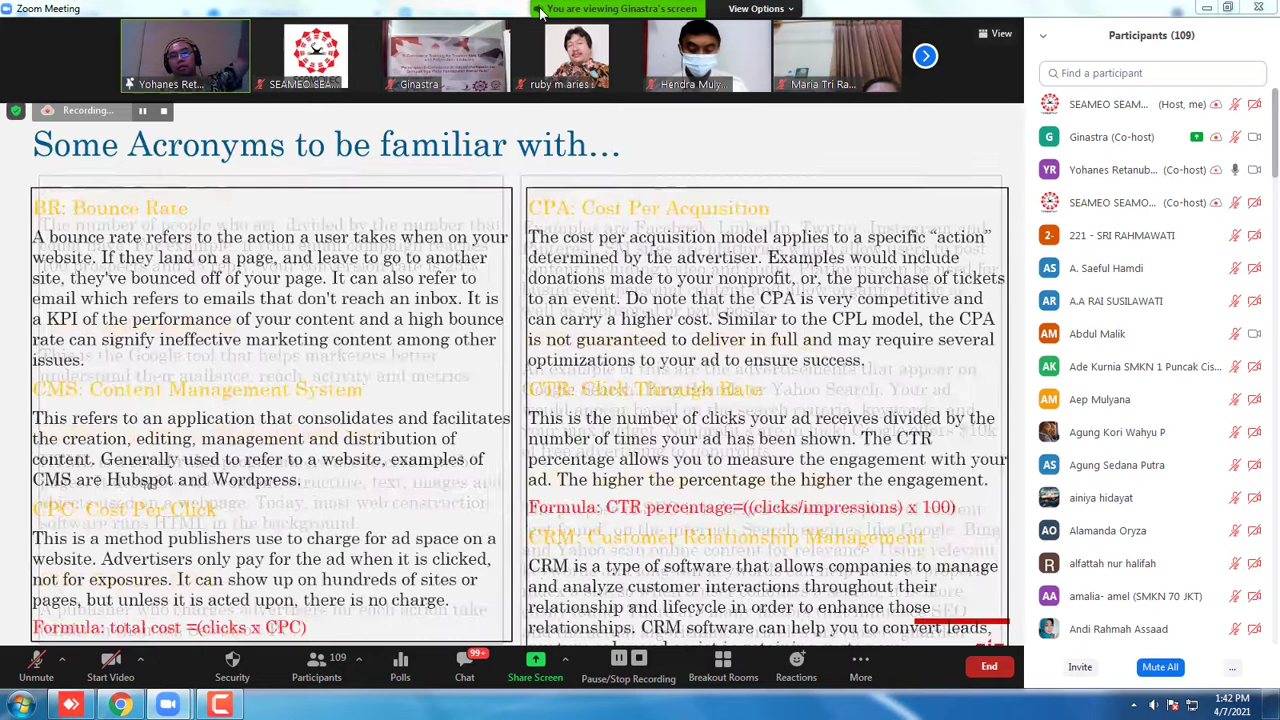 Zoom Meeting
You are viewing Ginastra's screen
View Options
View
Yohanes Ret...
SEAMEO SE...
Ginastra
ruby maries
Hendra Muly...
Maria Tri Ra...
Recording...
Some Acronyms to be familiar with…
BR: Bounce Rate
A bounce rate refers to the action a user takes when on your
website. If they land on a page, and leave to go to another
site, they've bounced off of your page. It can also refer to
email which refers to emails that don't reach an inbox. It is
a KPI of the performance of your content and a high bounce
rate can signify ineffective marketing content among other
issues.
CMS: Content Management System
This refers to an application that consolidates and facilitates
the creation, editing, management and distribution of
content. Generally used to refer to a website, examples of
CMS are Hubspot and Wordpress.
CPC: Cost Per Click
This is a method publishers use to charge for ad space on a
website. Advertisers only pay for the ad when it is clicked,
not for exposures. It can show up on hundreds of sites or
pages, but unless it is acted upon, there is no charge.
Formula: total cost =(clicks x CPC)
CPA: Cost Per Acquisition
The cost per acquisition model applies to a specific “action”
determined by the advertiser. Examples would include
donations made to your nonprofit, or, the purchase of tickets
to an event. Do note that the CPA is very competitive and
can carry a higher cost. Similar to the CPL model, the CPA
is not guaranteed to deliver in full and may require several
optimizations to your ad to ensure success.
CTR: Click Through Rate
This is the number of clicks your ad receives divided by the
number of times your ad has been shown. The CTR
percentage allows you to measure the engagement with your
ad. The higher the percentage the higher the engagement.
Formula: CTR percentage=((clicks/impressions) x 100)
CRM: Customer Relationship Management
CRM is a type of software that allows companies to manage
and analyze customer interactions throughout their
relationship and lifecycle in order to enhance those
relationships. CRM software can help you to convert leads,
Participants (109)
Find a participant
SEAMEO SEAM... (Host, me)
G Ginastra (Co-host)
YR Yohanes Retanub... (Co-host)
SEAMEO SEAMO... (Co-host)
2- 221 - SRI RAHMAWATI
AS A. Saeful Hamdi
AR A.A RAI SUSILAWATI
AM Abdul Malik
AK Ade Kurnia SMKN 1 Puncak Cis...
AM Aep Mulyana
Agung Kori Wahyu P
AS Agung Sedana Putra
ainiya hidayat
AO Alamanda Oryza
alfattah nur halifah
AA amalia- amel (SMKN 70 JKT)
Andi Rahmah Assaad
Invite
Mute All
...
Unmute
Start Video
Security
109
Participants
Polls
99+
Chat
Share Screen
Pause/Stop Recording
Breakout Rooms
Reactions
More
End
1:42 PM
4/7/2021